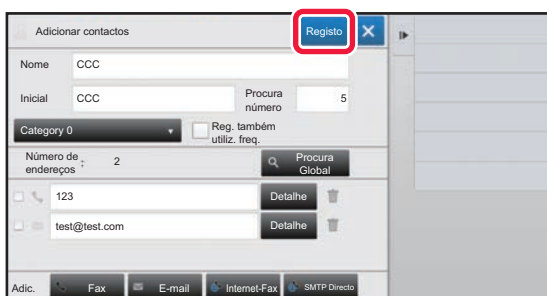 Adicionar contactos Registo
Nome CCC
Inicial CCC Procura número 5
Category 0 Reg. também utiliz. freq.
Número de endereços : 2 Procura Global
123 Detalhe
test@test.com Detalhe
Adic. Fax E-mail Internet-Fax SMTP Directo